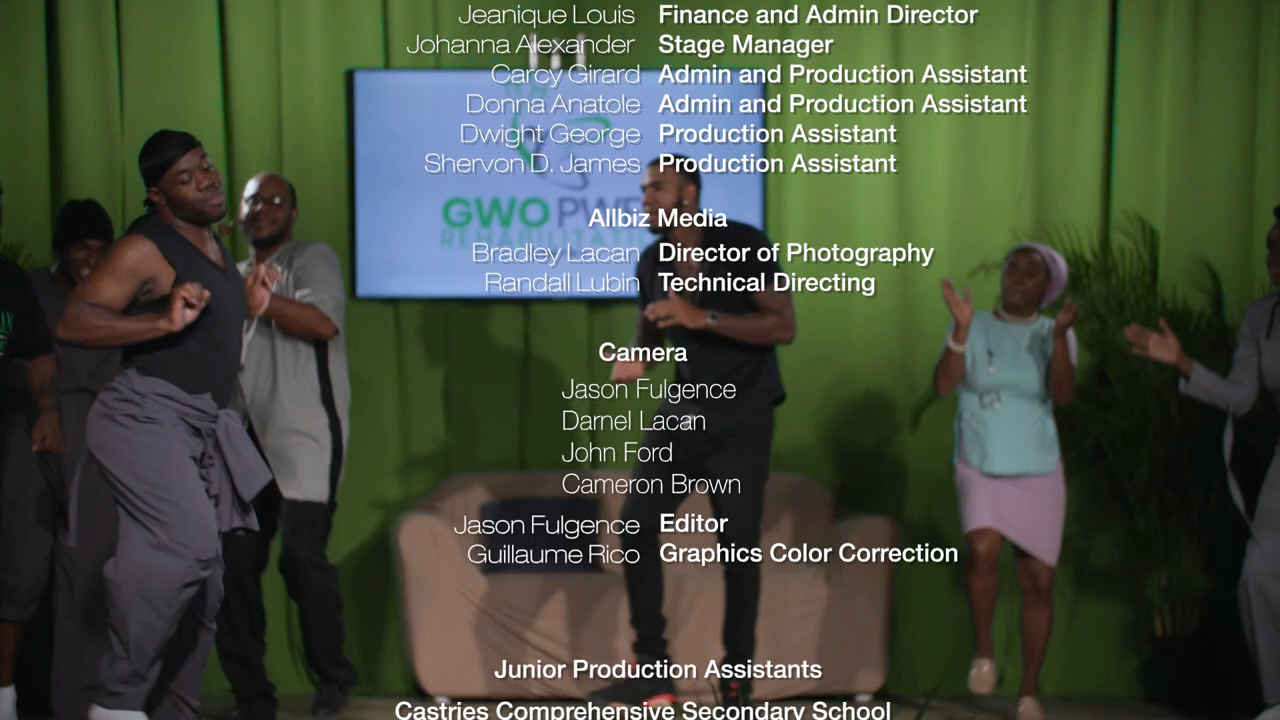 Jeanique Louis Finance and Admin Director
Johanna Alexander Stage Manager
Carcy Girard Admin and Production Assistant
Donna Anatole Admin and Production Assistant
Dwight George Production Assistant
Shervon D. James Production Assistant
GWO PWE
Allbiz Media
Bradley Lacan Director of Photography
Randall Lubin Technical Directing
Camera
Jason Fulgence
Darnel Lacan
John Ford
Cameron Brown
Jason Fulgence Editor
Guillaume Rico Graphics Color Correction
Junior Production Assistants
Castries Comprehensive Secondary School